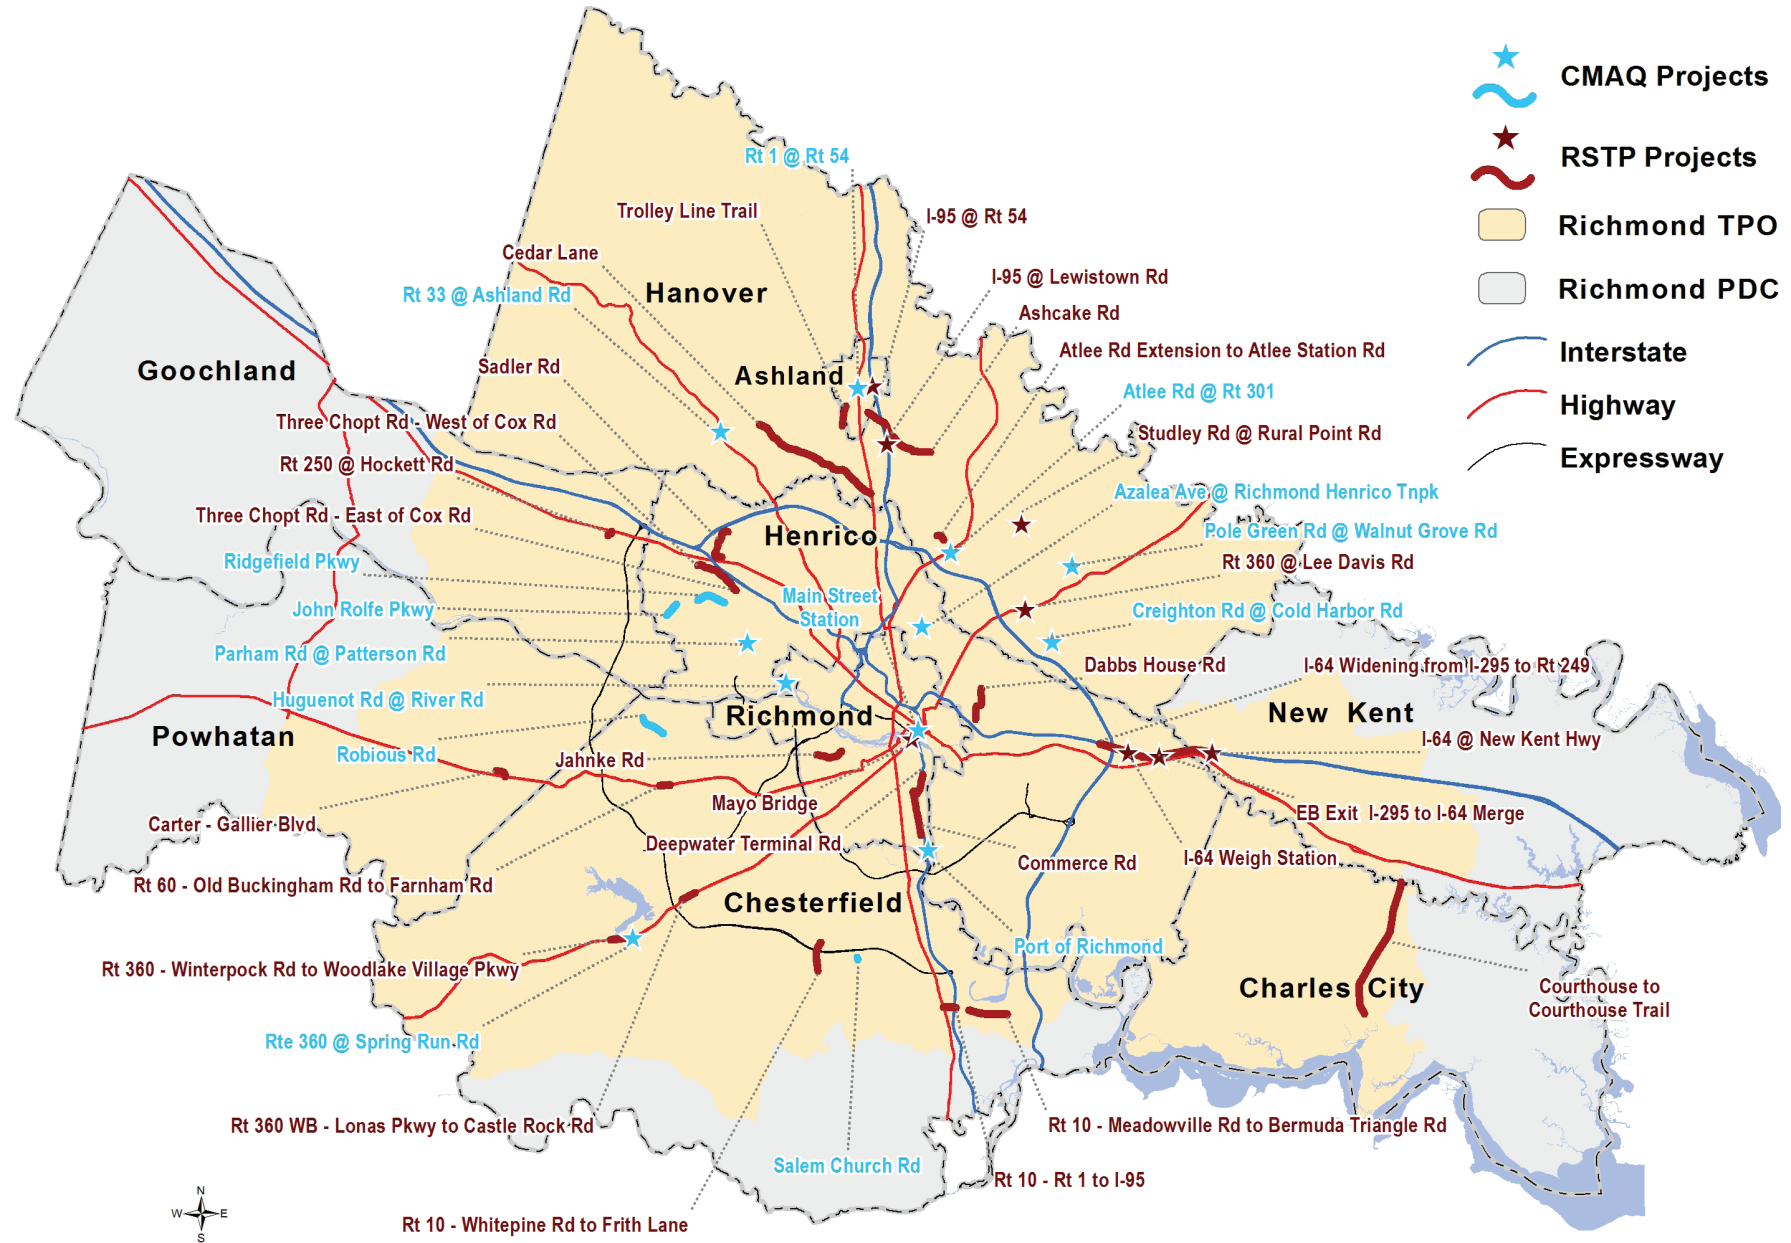 CMAQ Projects
RSTP Projects
Richmond TPO
Richmond PDC
Interstate
Highway
Expressway
Rt 1 @ Rt 54
Trolley Line Trail
I-95 @ Rt 54
Cedar Lane
I-95 @ Lewistown Rd
Rt 33 @ Ashland Rd
Hanover
Ashcake Rd
Atlee Rd Extension to Atlee Station Rd
Sadler Rd
Goochland
Ashland
Atlee Rd @ Rt 301
Three Chopt Rd - West of Cox Rd
Studley Rd @ Rural Point Rd
Rt 250 @ Hockett Rd
Azalea Ave @ Richmond Henrico Tnpk
Three Chopt Rd - East of Cox Rd
Henrico
Pole Green Rd @ Walnut Grove Rd
Ridgefield Pkwy
Rt 360 @ Lee Davis Rd
Main Street
Station
John Rolfe Pkwy
Creighton Rd @ Cold Harbor Rd
Parham Rd @ Patterson Rd
Dabbs House Rd
I-64 Widening from I-295 to Rt 249
Huguenot Rd @ River Rd
Richmond
New Kent
Powhatan
I-64 @ New Kent Hwy
Robious Rd
Jahnke Rd
Mayo Bridge
EB Exit I-295 to I-64 Merge
Carter - Gallier Blvd
Deepwater Terminal Rd
Commerce Rd
I-64 Weigh Station
Rt 60 - Old Buckingham Rd to Farnham Rd
Chesterfield
Port of Richmond
Rt 360 - Winterpock Rd to Woodlake Village Pkwy
Charles City
Courthouse to
Courthouse Trail
Rte 360 @ Spring Run Rd
Rt 360 WB - Lonas Pkwy to Castle Rock Rd
Rt 10 - Meadowville Rd to Bermuda Triangle Rd
Salem Church Rd
Rt 10 - Rt 1 to I-95
Rt 10 - Whitepine Rd to Frith Lane
N
W
E
S